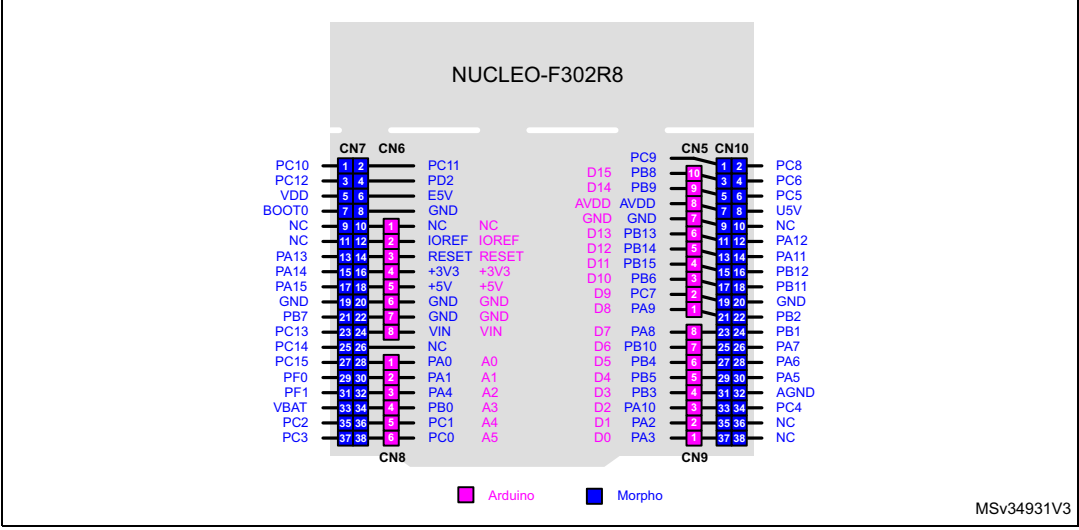 NUCLEO-F302R8
CN7 CN6 CN5 CN10
PC9
PC10 1 2 PC11 1 2 PC8
VDD 5 6 E5V D14 PB9 9 5 6 PC5
PC12 3 4 PD2 D15 PB8 10 3 4 PC6
BOOT0 7 8 GND AVDD AVDD 8 7 8 U5V
NC 9 10 1 NC NC GND GND 7 9 10 NC
NC 11 12 2 IOREF IOREF D13 PB13 6 11 12 PA12
PA13 13 14 3 RESET RESET D12 PB14 5 13 14 PA11
PA14 15 16 4 +3V3 +3V3 D11 PB15 4 15 16 PB12
PA15 17 18 5 +5V +5V D10 PB6 3 17 18 PB11
GND 19 20 6 GND GND D9 PC7 2 19 20 GND
PB7 21 22 7 GND GND D8 PA9 1 21 22 PB2
PC13 23 24 8 VIN VIN D7 PA8 8 23 24 PB1
PC14 25 26 NC D6 PB10 7 25 26 PA7
PC15 27 28 1 PA0 A0 D5 PB4 6 27 28 PA6
PF0 29 30 2 PA1 A1 D4 PB5 5 29 30 PA5
PF1 31 32 3 PA4 A2 D3 PB3 4 31 32 AGND
VBAT 33 34 4 PB0 A3 D2 PA10 3 33 34 PC4
PC2 35 36 5 PC1 A4 D1 PA2 2 35 36 NC
PC3 37 38 6 PC0 A5 D0 PA3 1 37 38 NC
CN8 CN9
Arduino Morpho
MSv34931V3